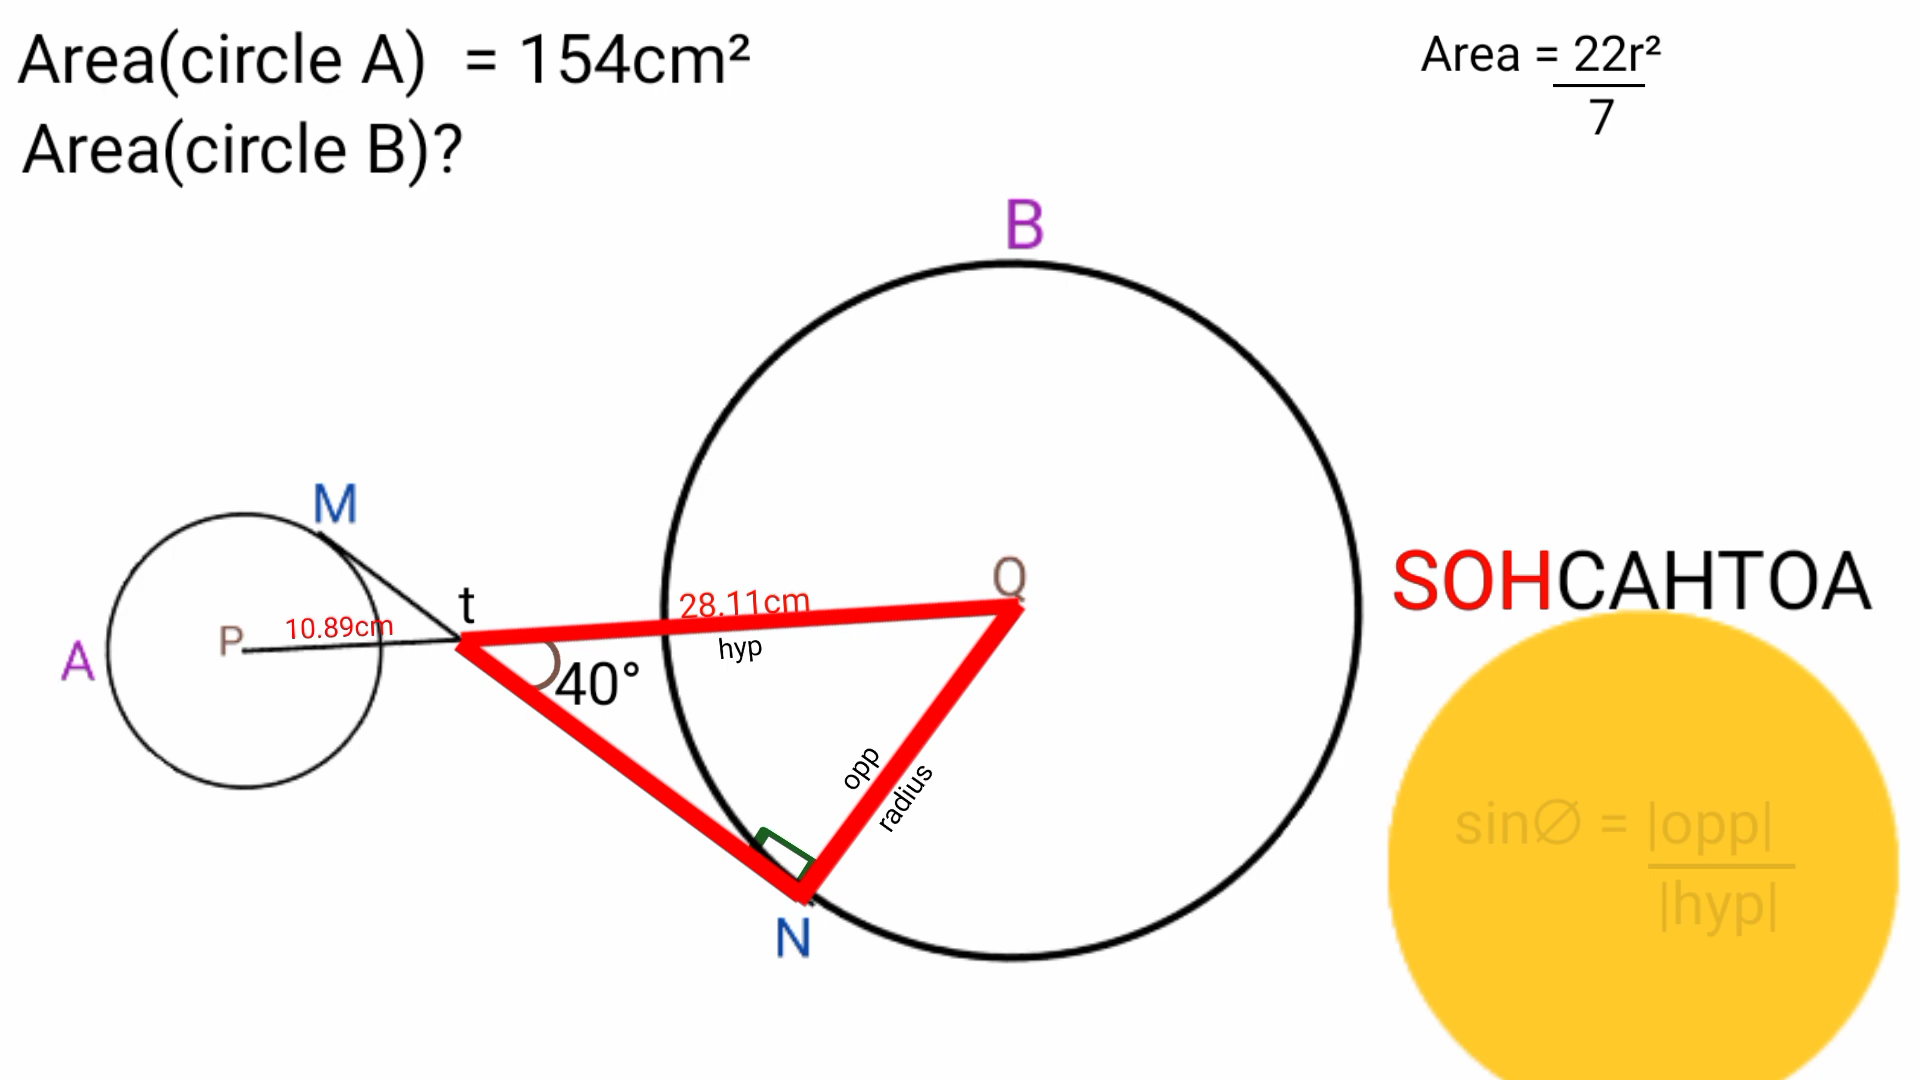 Area(circle A) = 154cm²
Area(circle B)?
Area = 22r²
7
B
M
t
Q
28.11cm
hyp
P
10.89cm
A
40°
opp
radius
N
SOHCAHTOA
sin∅ = |opp|
|hyp|